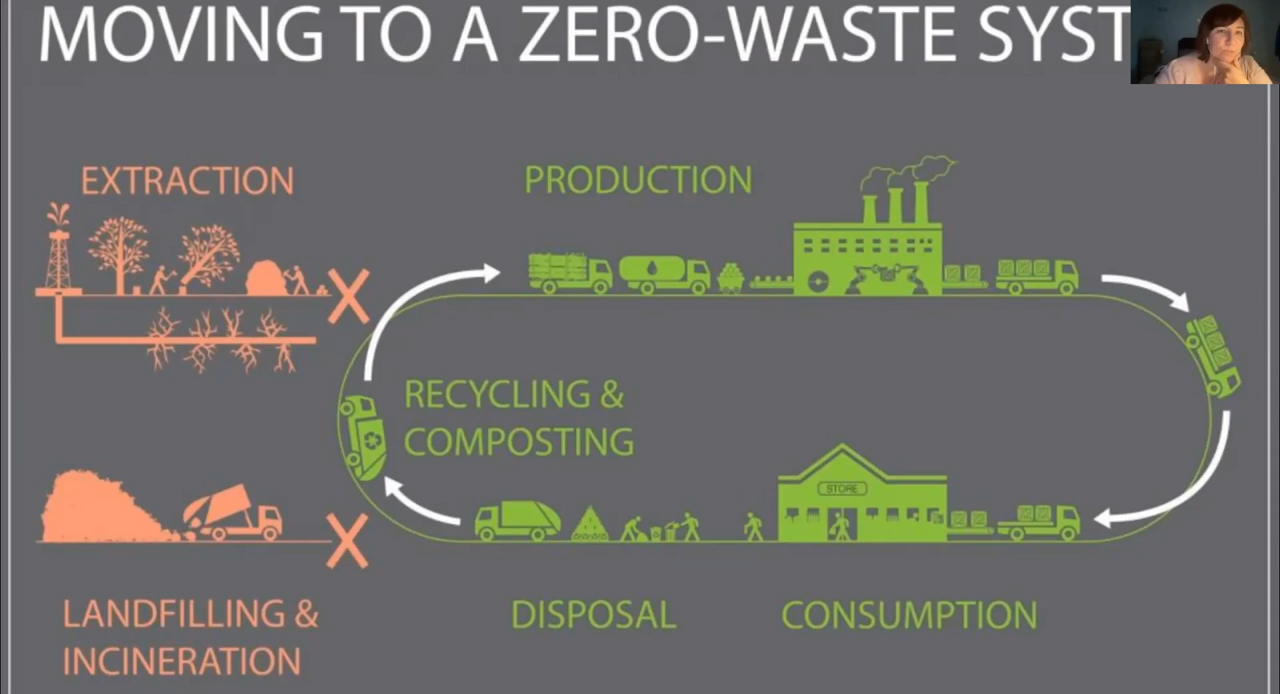 MOVING TO A ZERO-WASTE SYST
EXTRACTION
PRODUCTION
RECYCLING &
COMPOSTING
STORE
LANDFILLING &
INCINERATION
DISPOSAL
CONSUMPTION